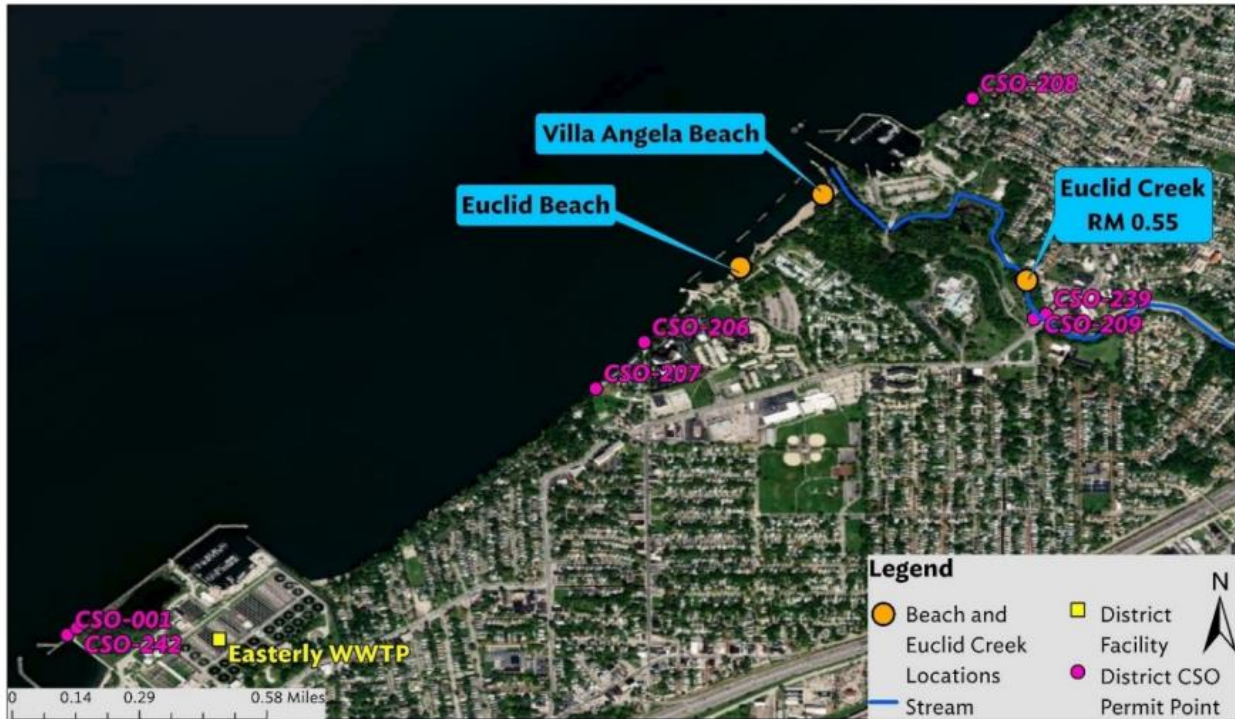 CSO-208
Villa Angela Beach
Euclid Beach
Euclid Creek
RM 0.55
CSO-239
CSO-209
CSO-206
CSO-207
CSO-001
CSO-242
Easterly WWTP
0 0.14 0.29 0.58 Miles
Legend
N
Beach and
Euclid Creek
Locations
Stream
District
Facility
District CSO
Permit Point